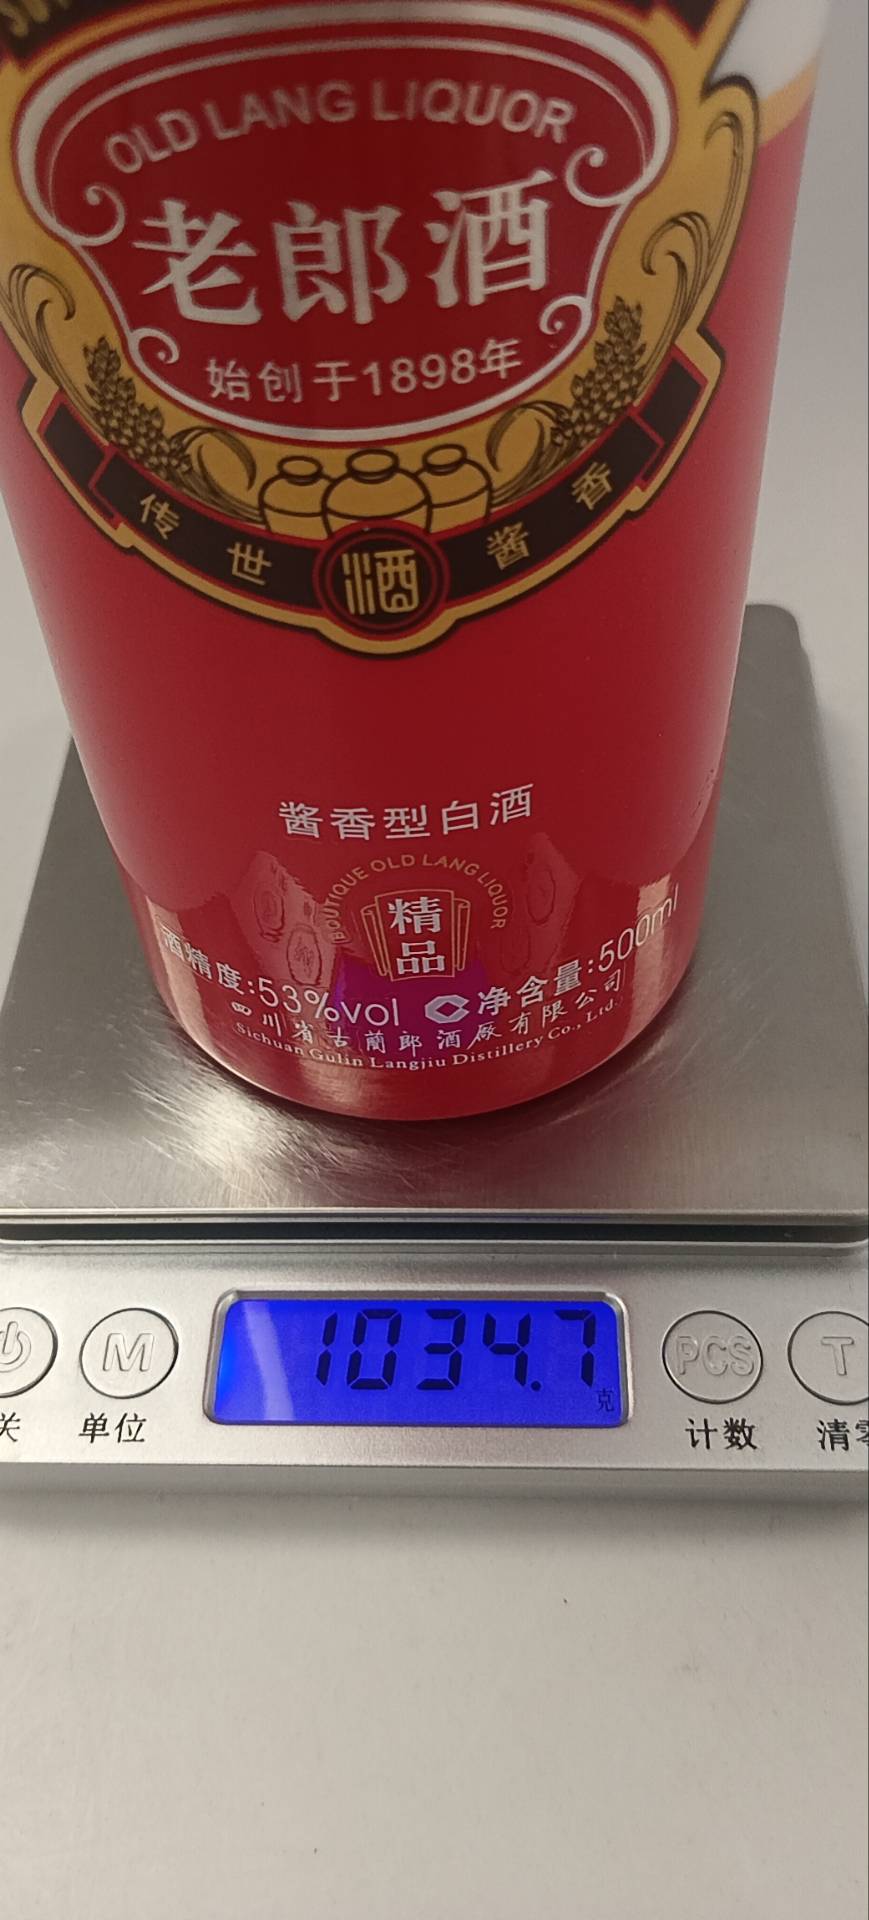 OLD LANG LIQUOR
老郎酒
始创于1898年
传世酒酱香
酱香型白酒
BOUTIQUE OLD LANG LIQUOR
精品
酒精度:53%vol 净含量:500ml
四川省古蔺郎酒厰有限公司
Sichuan Gulin Langjiu Distillery Co., Ltd.
1034.7
克
M PCS T
关 单位 计数 清零